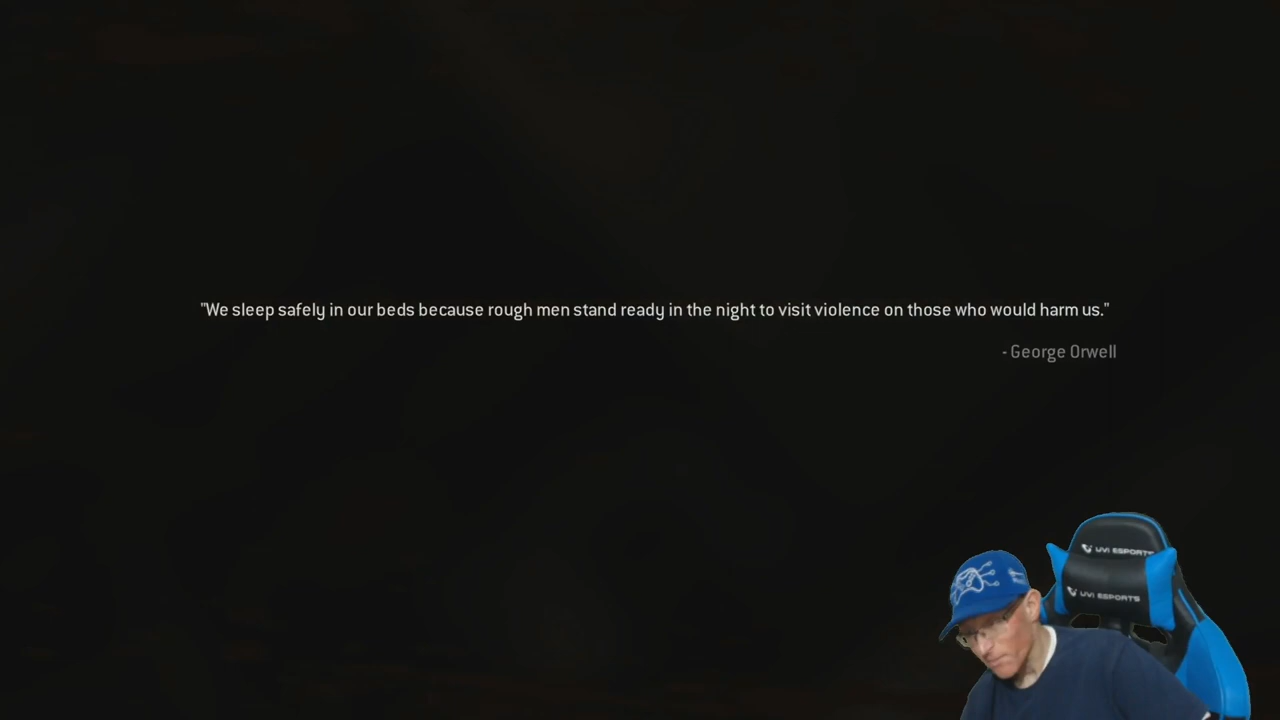 "We sleep safely in our beds because rough men stand ready in the night to visit violence on those who would harm us."
- George Orwell
UVI ESPORTS
UVI ESPORTS